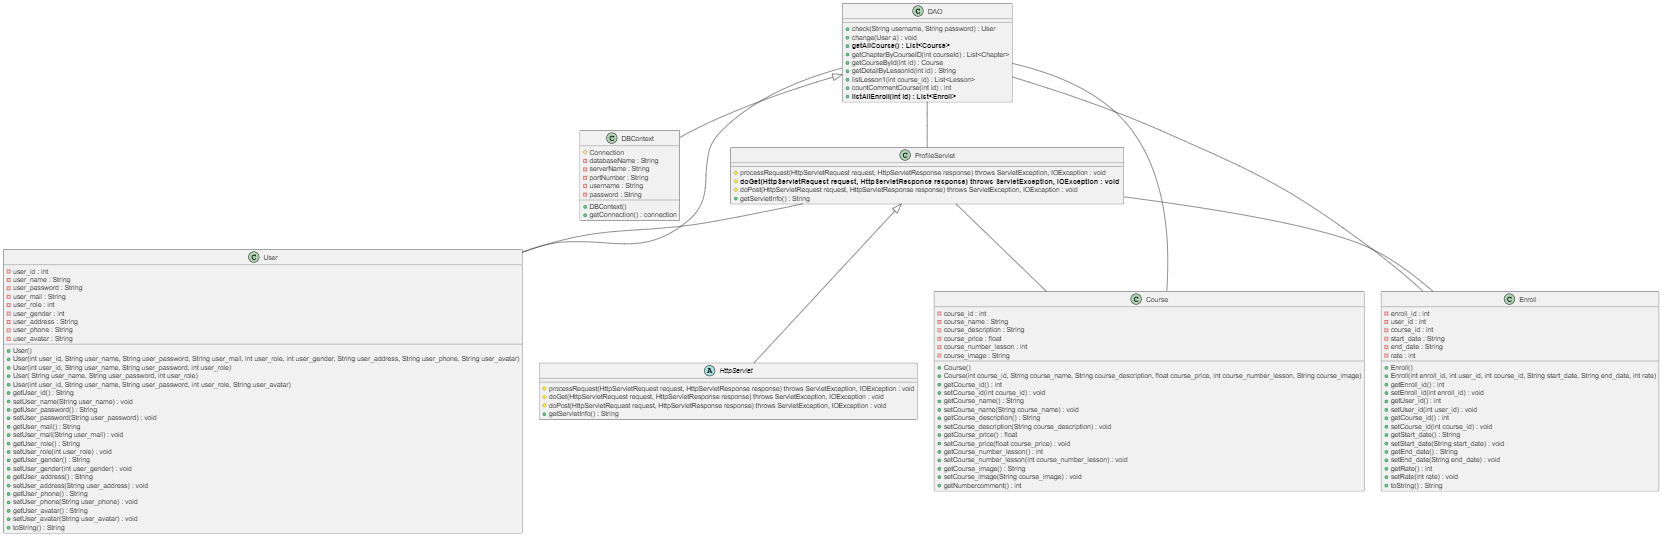 C DAO
check(String username, String password) : User
change(User a) : void
getAllCourse() : List<Course>
getChapterByCourseID(int courseId) : List<Chapter>
getCourseById(int id) : Course
getDetailByLessonId(int id) : String
listLesson1(int course_id) : List<Lesson>
countCommentCourse(int id) : int
listAllEnroll(int id) : List<Enroll>
C DBContext
Connection
databaseName : String
serverName : String
portNumber : String
username : String
password : String
DBContext()
getConnection() : connection
C ProfileServlet
processRequest(HttpServletRequest request, HttpServletResponse response) throws ServletException, IOException : void
doGet(HttpServletRequest request, HttpServletResponse response) throws ServletException, IOException : void
doPost(HttpServletRequest request, HttpServletResponse response) throws ServletException, IOException : void
getServletInfo() : String
C User
user_id : int
user_name : String
user_password : String
user_mail : String
user_role : int
user_gender : int
user_address : String
user_phone : String
user_avatar : String
User()
User(int user_id, String user_name, String user_password, String user_mail, int user_role, int user_gender, String user_address, String user_phone, String user_avatar)
User(int user_id, String user_name, String user_password, int user_role)
User( String user_name, String user_password, int user_role)
User(int user_id, String user_name, String user_password, int user_role, String user_avatar)
getUser_id() : String
setUser_name(String user_name) : void
getUser_password() : String
setUser_password(String user_password) : void
getUser_mail() : String
setUser_mail(String user_mail) : void
getUser_role() : String
setUser_role(int user_role) : void
getUser_gender() : String
setUser_gender(int user_gender) : void
getUser_address() : String
setUser_address(String user_address) : void
getUser_phone() : String
setUser_phone(String user_phone) : void
getUser_avatar() : String
setUser_avatar(String user_avatar) : void
toString() : String
A HttpServlet
processRequest(HttpServletRequest request, HttpServletResponse response) throws ServletException, IOException : void
doGet(HttpServletRequest request, HttpServletResponse response) throws ServletException, IOException : void
doPost(HttpServletRequest request, HttpServletResponse response) throws ServletException, IOException : void
getServletInfo() : String
C Course
course_id : int
course_name : String
course_description : String
course_price : float
course_number_lesson : int
course_image : String
Course()
Course(int course_id, String course_name, String course_description, float course_price, int course_number_lesson, String course_image)
getCourse_id() : int
setCourse_id(int course_id) : void
getCourse_name() : String
setCourse_name(String course_name) : void
getCourse_description() : String
setCourse_description(String course_description) : void
getCourse_price() : float
setCourse_price(float course_price) : void
getCourse_number_lesson() : int
setCourse_number_lesson(int course_number_lesson) : void
getCourse_image() : String
setCourse_image(String course_image) : void
getNumbercomment() : int
C Enroll
enroll_id : int
user_id : int
course_id : int
start_date : String
end_date : String
rate : int
Enroll()
Enroll(int enroll_id, int user_id, int course_id, String start_date, String end_date, int rate)
getEnroll_id() : int
setEnroll_id(int enroll_id) : void
getUser_id() : int
setUser_id(int user_id) : void
getCourse_id() : int
setCourse_id(int course_id) : void
getStart_date() : String
setStart_date(String start_date) : void
getEnd_date() : String
setEnd_date(String end_date) : void
getRate() : int
setRate(int rate) : void
toString() : String